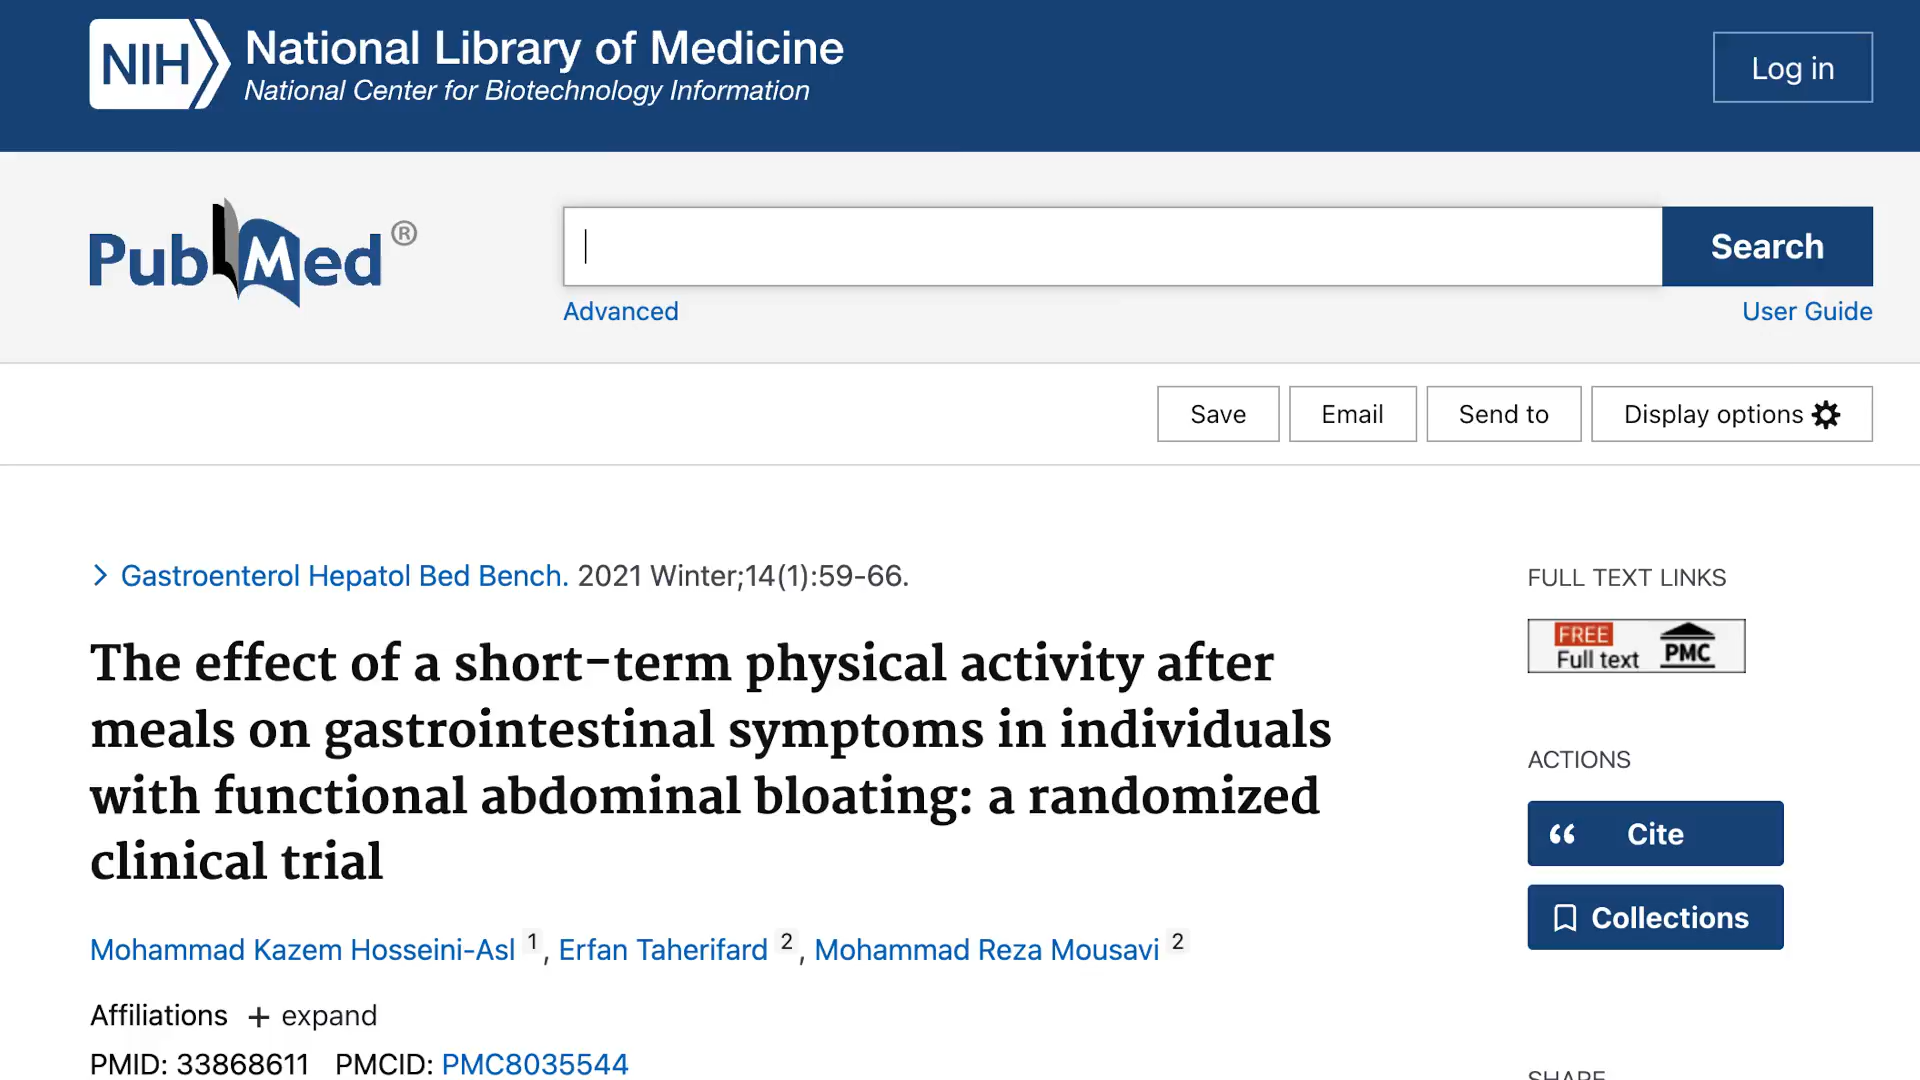 NIH National Library of Medicine
National Center for Biotechnology Information
Log in
PubMed®
Search
Advanced
User Guide
Save
Email
Send to
Display options
> Gastroenterol Hepatol Bed Bench. 2021 Winter;14(1):59-66.
The effect of a short-term physical activity after
meals on gastrointestinal symptoms in individuals
with functional abdominal bloating: a randomized
clinical trial
Mohammad Kazem Hosseini-Asl 1, Erfan Taherifard 2, Mohammad Reza Mousavi 2
Affiliations + expand
PMID: 33868611 PMCID: PMC8035544
FULL TEXT LINKS
FREE
Full text
PMC
ACTIONS
Cite
Collections
SHARE